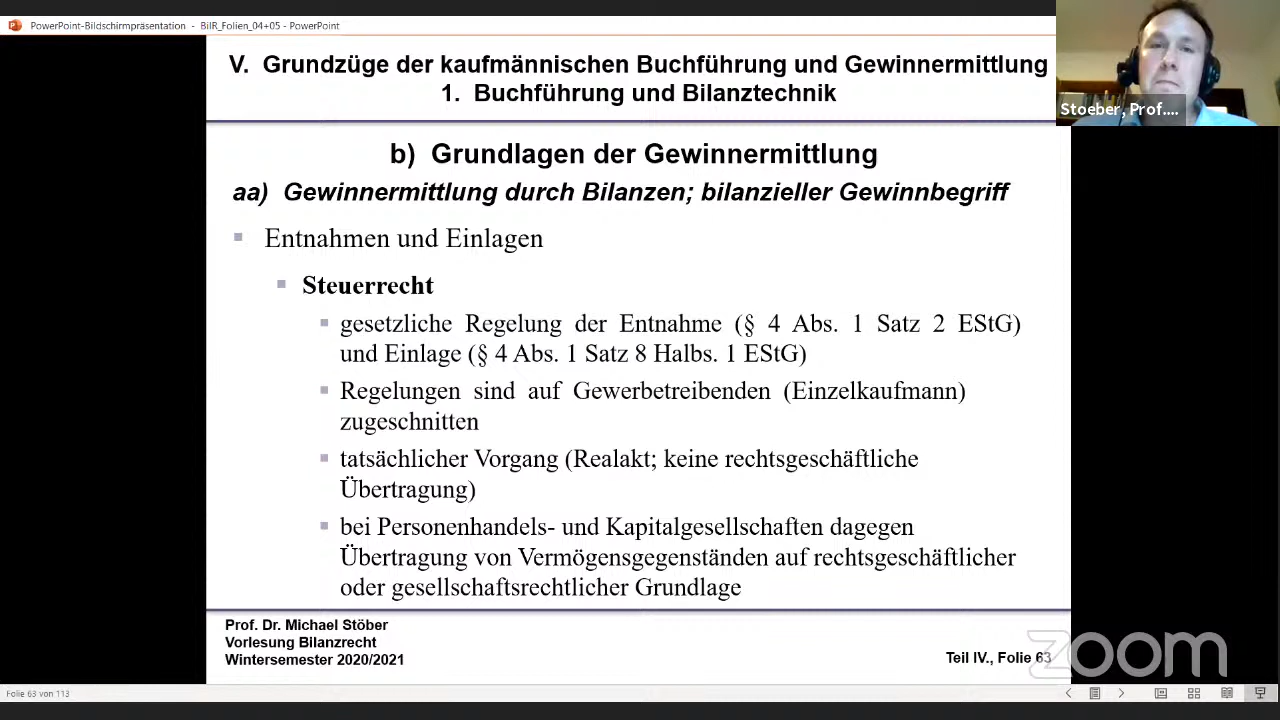 PowerPoint-Bildschirmpräsentation - BilR_Folien_04+05 - PowerPoint
V. Grundzüge der kaufmännischen Buchführung und Gewinnermittlung
1. Buchführung und Bilanztechnik
Stoeber, Prof....
b) Grundlagen der Gewinnermittlung
aa) Gewinnermittlung durch Bilanzen; bilanzieller Gewinnbegriff
Entnahmen und Einlagen
Steuerrecht
gesetzliche Regelung der Entnahme (§ 4 Abs. 1 Satz 2 EStG)
und Einlage (§ 4 Abs. 1 Satz 8 Halbs. 1 EStG)
Regelungen sind auf Gewerbetreibenden (Einzelkaufmann)
zugeschnitten
tatsächlicher Vorgang (Realakt; keine rechtsgeschäftliche
Übertragung)
bei Personenhandels- und Kapitalgesellschaften dagegen
Übertragung von Vermögensgegenständen auf rechtsgeschäftlicher
oder gesellschaftsrechtlicher Grundlage
Prof. Dr. Michael Stöber
Vorlesung Bilanzrecht
Wintersemester 2020/2021
Teil IV., Folie 63
zoom
Folie 63 von 113